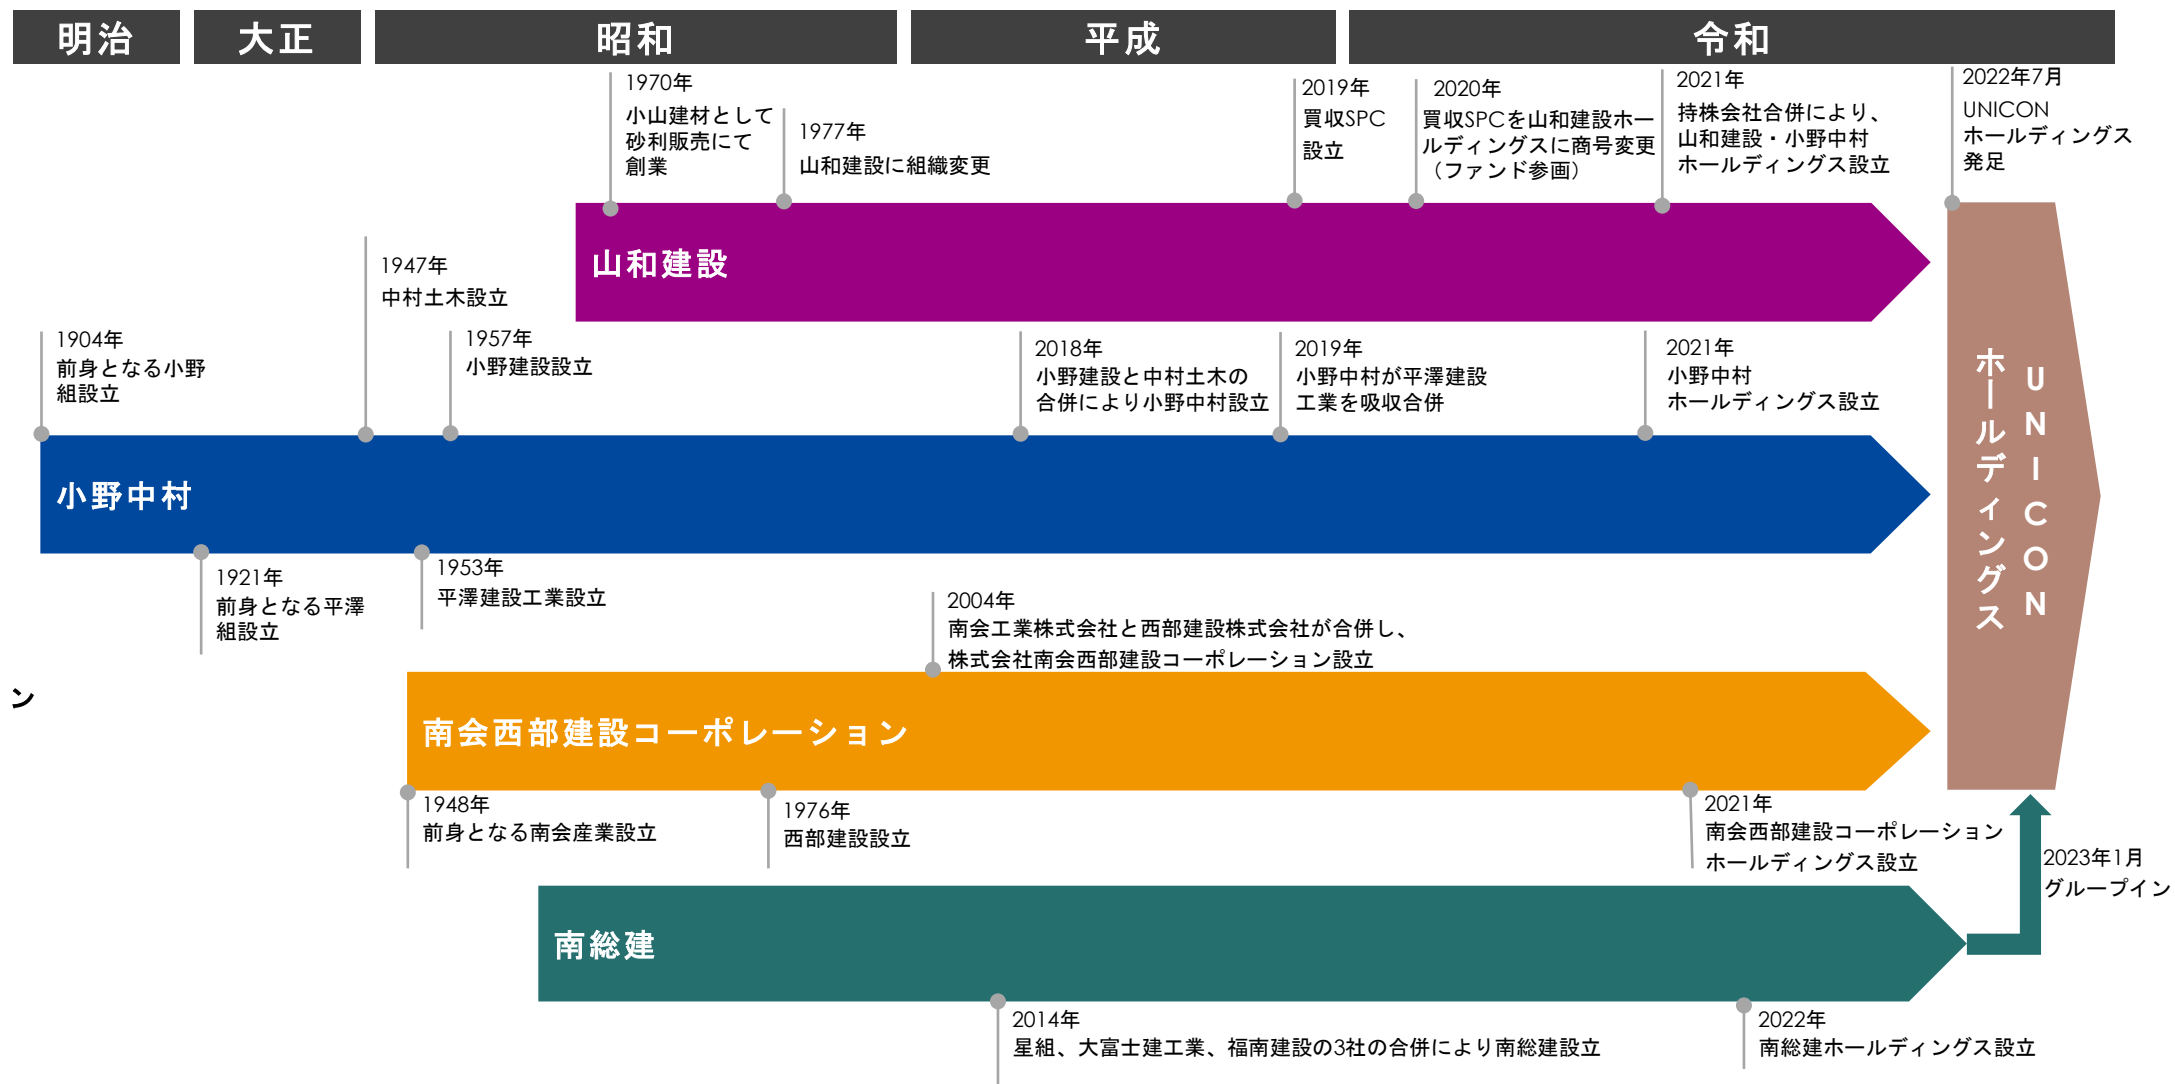 明治
大正
昭和
平成
令和
1970年
小山建材として
砂利販売にて
創業
1977年
山和建設に組織変更
2019年
買収SPC
設立
2020年
買収SPCを山和建設ホー
ルディングスに商号変更
（ファンド参画）
2021年
持株会社合併により、
山和建設・小野中村
ホールディングス設立
2022年7月
UNICON
ホールディングス
発足
山和建設
1904年
前身となる小野
組設立
1947年
中村土木設立
1957年
小野建設設立
2018年
小野建設と中村土木の
合併により小野中村設立
2019年
小野中村が平澤建設
工業を吸収合併
2021年
小野中村
ホールディングス設立
小野中村
UNICON
ホールディングス
1921年
前身となる平澤
組設立
1953年
平澤建設工業設立
2004年
南会工業株式会社と西部建設株式会社が合併し、
株式会社南会西部建設コーポレーション設立
ン
南会西部建設コーポレーション
1948年
前身となる南会産業設立
1976年
西部建設設立
2021年
南会西部建設コーポレーション
ホールディングス設立
2023年1月
グループイン
南総建
2014年
星組、大富士建工業、福南建設の3社の合併により南総建設立
2022年
南総建ホールディングス設立